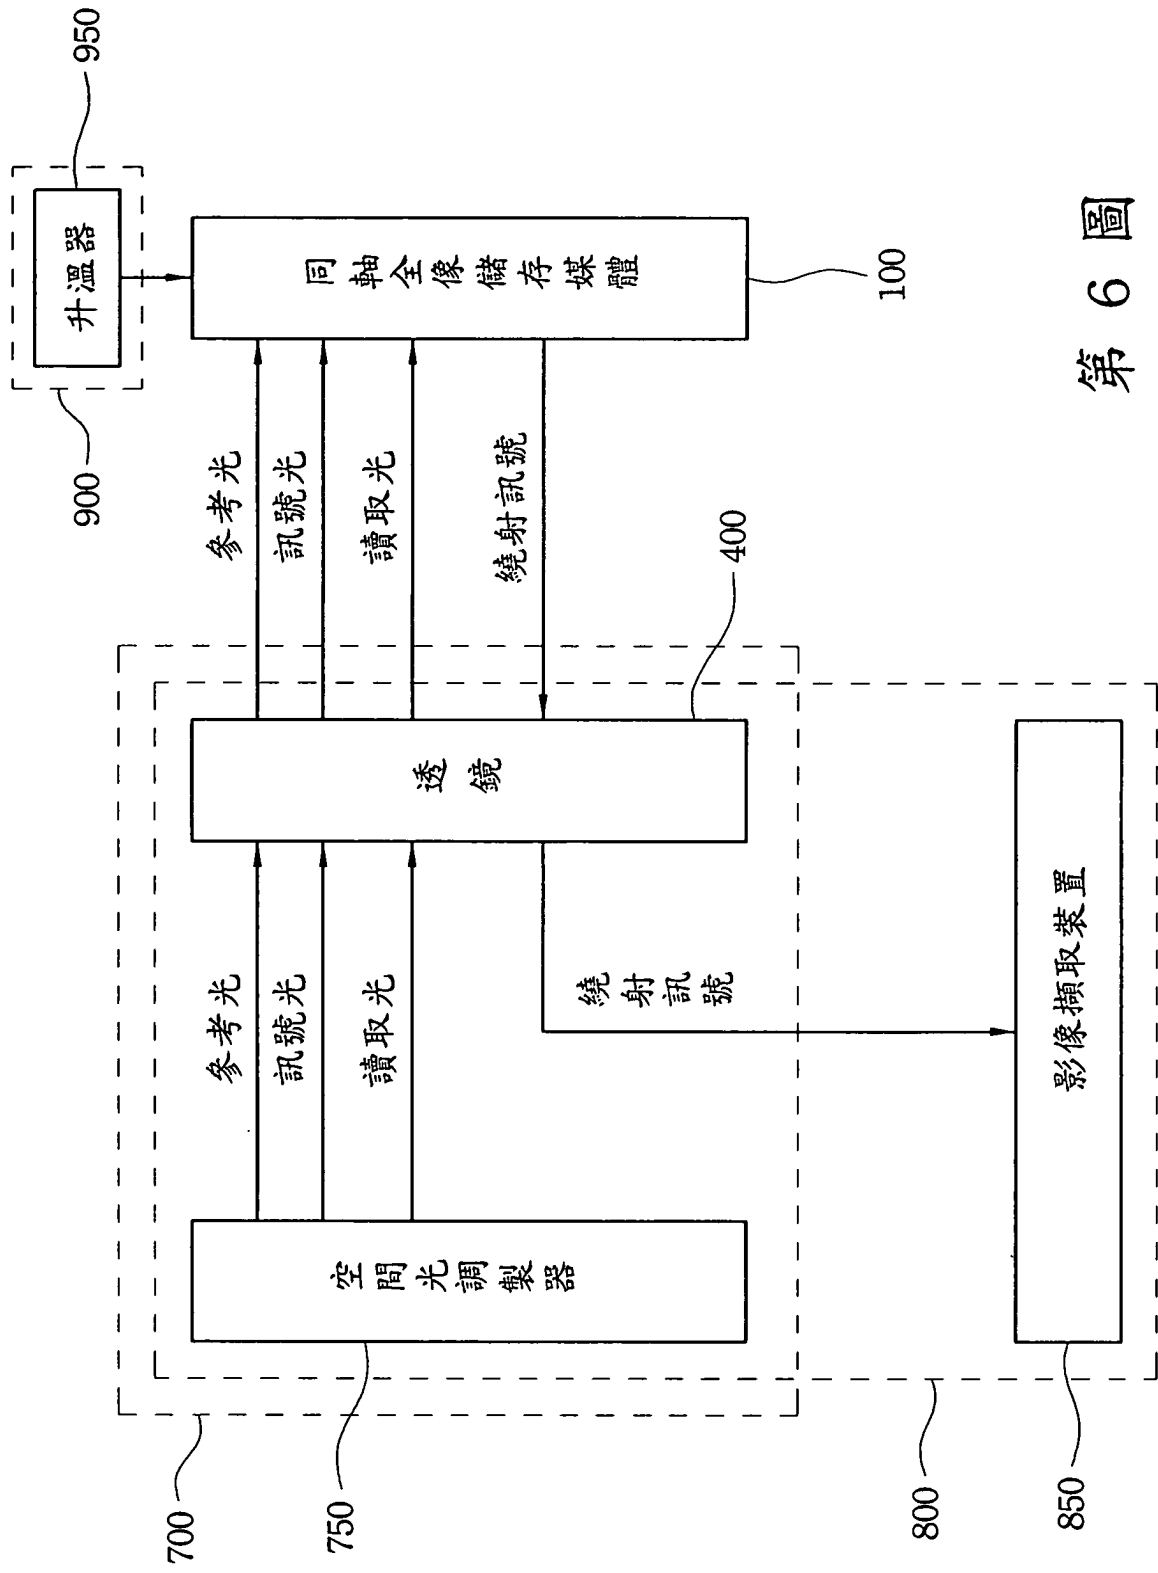 950
升溫器
900
同軸全像儲存媒體
100
參考光
訊號光
讀取光
繞射訊號
400
透鏡
參考光
訊號光
讀取光
繞射訊號
空間光調製器
影像擷取裝置
700
750
800
850
第 6 圖